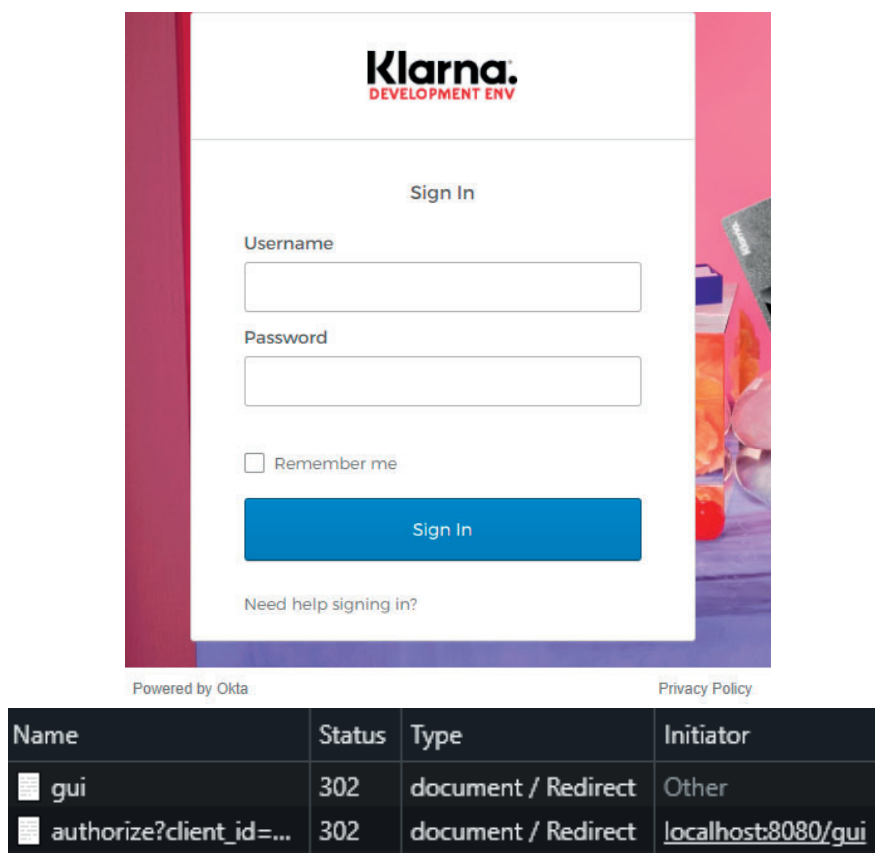 Klarna.
DEVELOPMENT ENV
Sign In
Username
Password
Remember me
Sign In
Need help signing in?
Klarna.
Powered by Okta Privacy Policy
Name Status Type Initiator
gui 302 document / Redirect Other
authorize?client_id=... 302 document / Redirect localhost:8080/gui